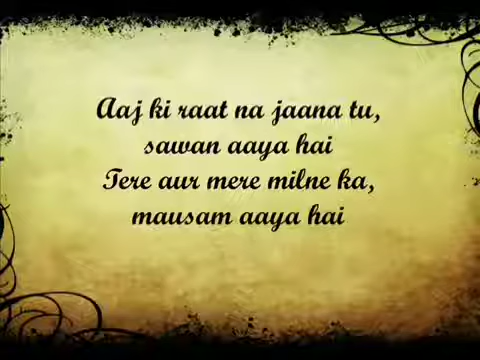 Aaj ki raat na jaana tu,
sawan aaya hai
Tere aur mere milne ka,
mausam aaya hai